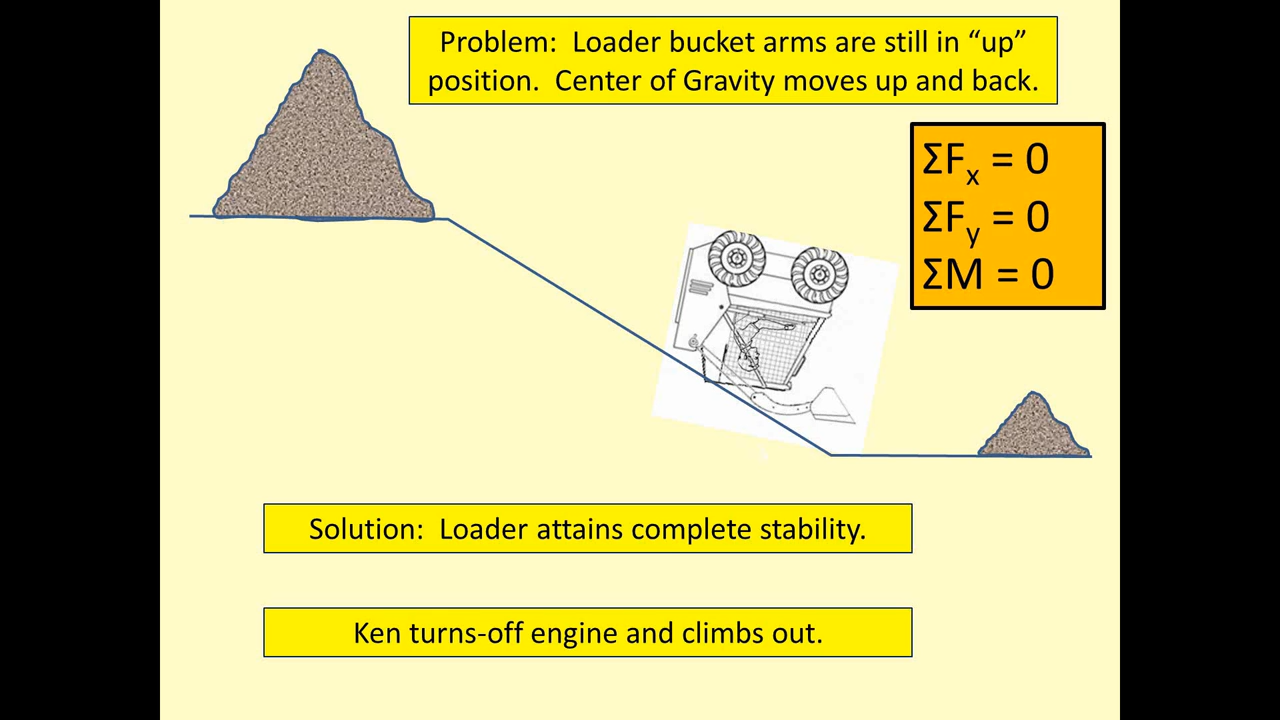 Problem:  Loader bucket arms are still in “up”
position.  Center of Gravity moves up and back.
ΣFx = 0
ΣFy = 0
ΣM = 0
Solution:  Loader attains complete stability.
Ken turns-off engine and climbs out.